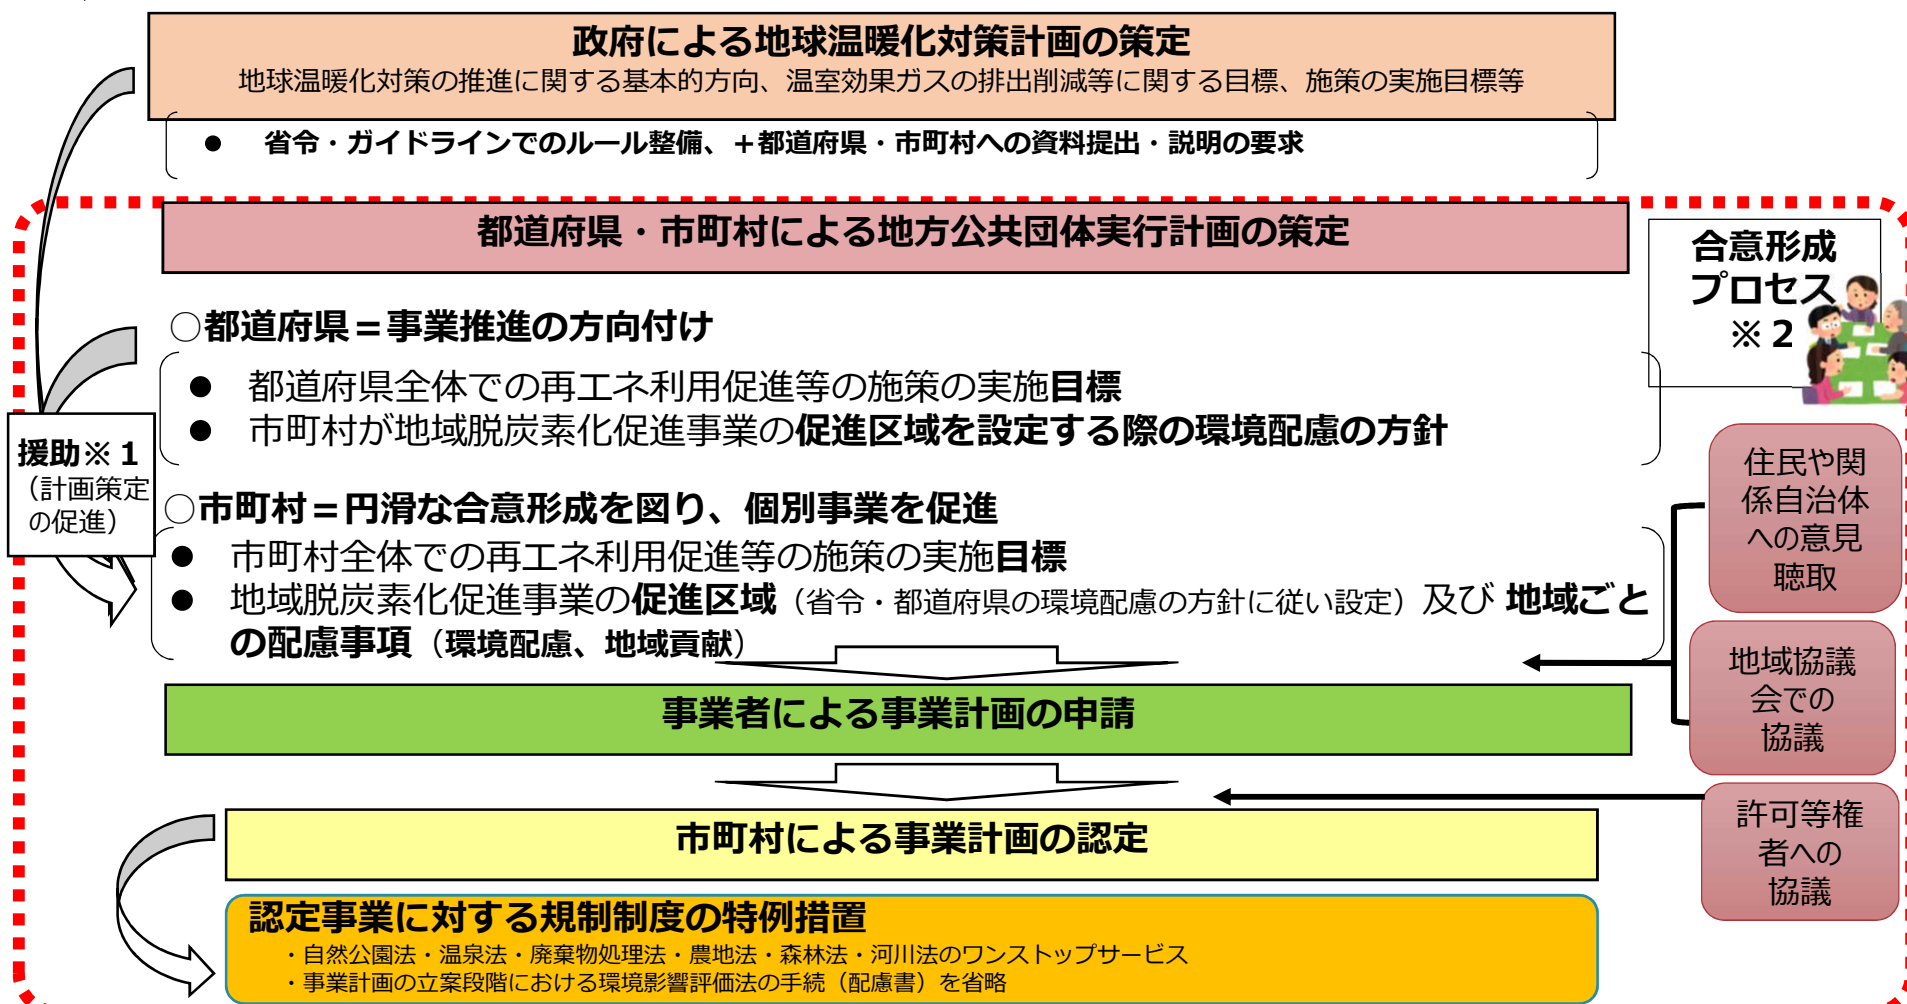 政府による地球温暖化対策計画の策定
地球温暖化対策の推進に関する基本的方向、温室効果ガスの排出削減等に関する目標、施策の実施目標等
● 省令・ガイドラインでのルール整備、＋都道府県・市町村への資料提出・説明の要求
都道府県・市町村による地方公共団体実行計画の策定
合意形成
プロセス
※２
○都道府県＝事業推進の方向付け
● 都道府県全体での再エネ利用促進等の施策の実施目標
● 市町村が地域脱炭素化促進事業の促進区域を設定する際の環境配慮の方針
援助※１
（計画策定
の促進）
○市町村＝円滑な合意形成を図り、個別事業を促進
● 市町村全体での再エネ利用促進等の施策の実施目標
● 地域脱炭素化促進事業の促進区域（省令・都道府県の環境配慮の方針に従い設定）及び 地域ごと
の配慮事項（環境配慮、地域貢献）
住民や関
係自治体
への意見
聴取
地域協議
会での
協議
事業者による事業計画の申請
許可等権
者への
協議
市町村による事業計画の認定
認定事業に対する規制制度の特例措置
・自然公園法・温泉法・廃棄物処理法・農地法・森林法・河川法のワンストップサービス
・事業計画の立案段階における環境影響評価法の手続（配慮書）を省略